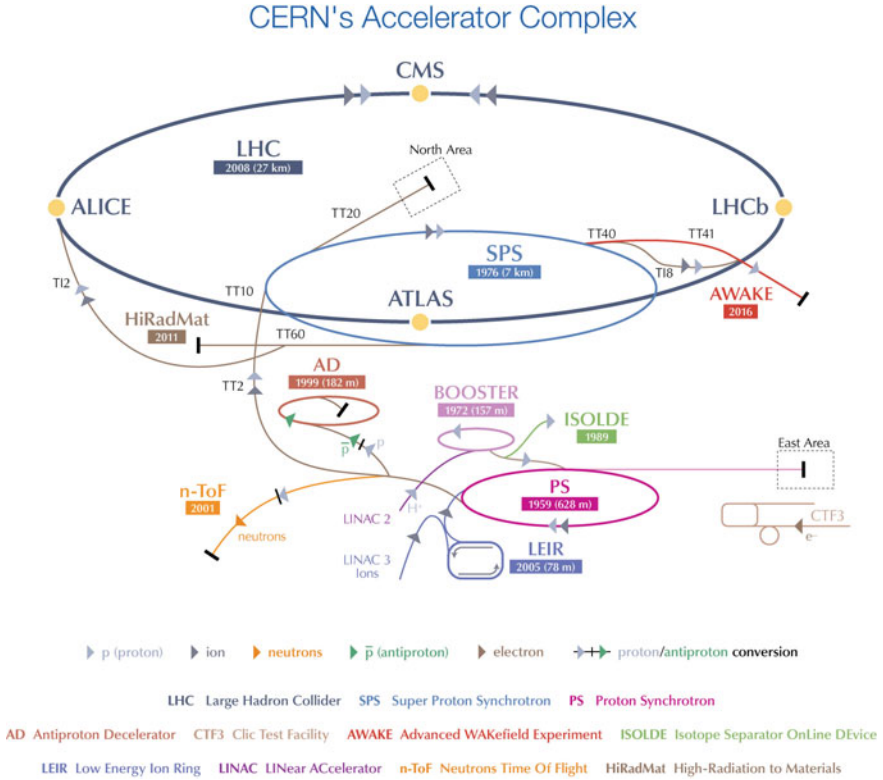 CERN's Accelerator Complex
CMS
LHC
2008 (27 km)
North Area
ALICE
TT20
LHCb
TT40
TT41
SPS
1976 (7 km)
TI8
TI2
TT10
ATLAS
AWAKE
2016
HiRadMat
2011
TT60
AD
1999 (182 m)
TT2
BOOSTER
1972 (157 m)
ISOLDE
1989
p̅
p
East Area
n-ToF
2001
PS
1959 (628 m)
LINAC 2
H⁺
neutrons
CTF3
e-
LINAC 3
Ions
LEIR
2005 (78 m)
p (proton)
ion
neutrons
p̅ (antiproton)
electron
proton/antiproton conversion
LHC Large Hadron Collider SPS Super Proton Synchrotron PS Proton Synchrotron
AD Antiproton Decelerator CTF3 Clic Test Facility AWAKE Advanced WAKefield Experiment ISOLDE Isotope Separator OnLine DEvice
LEIR Low Energy Ion Ring LINAC LINear ACcelerator n-ToF Neutrons Time Of Flight HiRadMat High-Radiation to Materials